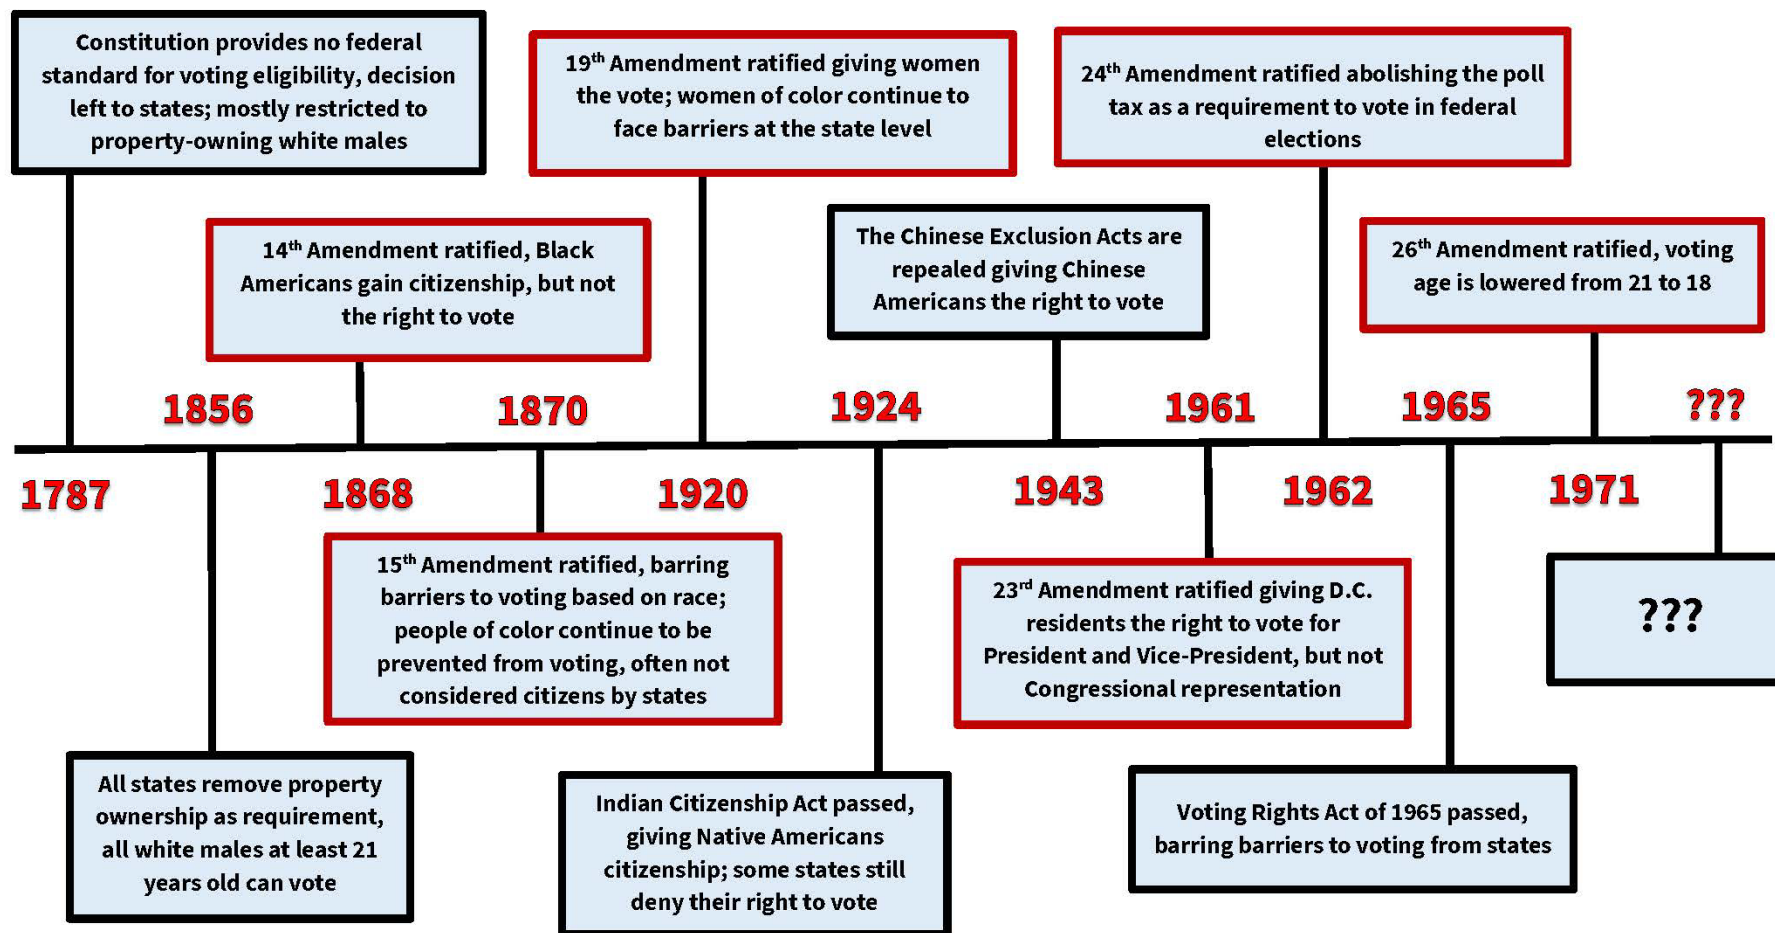 Constitution provides no federal
standard for voting eligibility, decision
left to states; mostly restricted to
property-owning white males
19th Amendment ratified giving women
the vote; women of color continue to
face barriers at the state level
24th Amendment ratified abolishing the poll
tax as a requirement to vote in federal
elections
14th Amendment ratified, Black
Americans gain citizenship, but not
the right to vote
The Chinese Exclusion Acts are
repealed giving Chinese
Americans the right to vote
26th Amendment ratified, voting
age is lowered from 21 to 18
1856
1870
1924
1961
1965
???
1787
1868
1920
1943
1962
1971
15th Amendment ratified, barring
barriers to voting based on race;
people of color continue to be
prevented from voting, often not
considered citizens by states
23rd Amendment ratified giving D.C.
residents the right to vote for
President and Vice-President, but not
Congressional representation
???
All states remove property
ownership as requirement,
all white males at least 21
years old can vote
Indian Citizenship Act passed,
giving Native Americans
citizenship; some states still
deny their right to vote
Voting Rights Act of 1965 passed,
barring barriers to voting from states